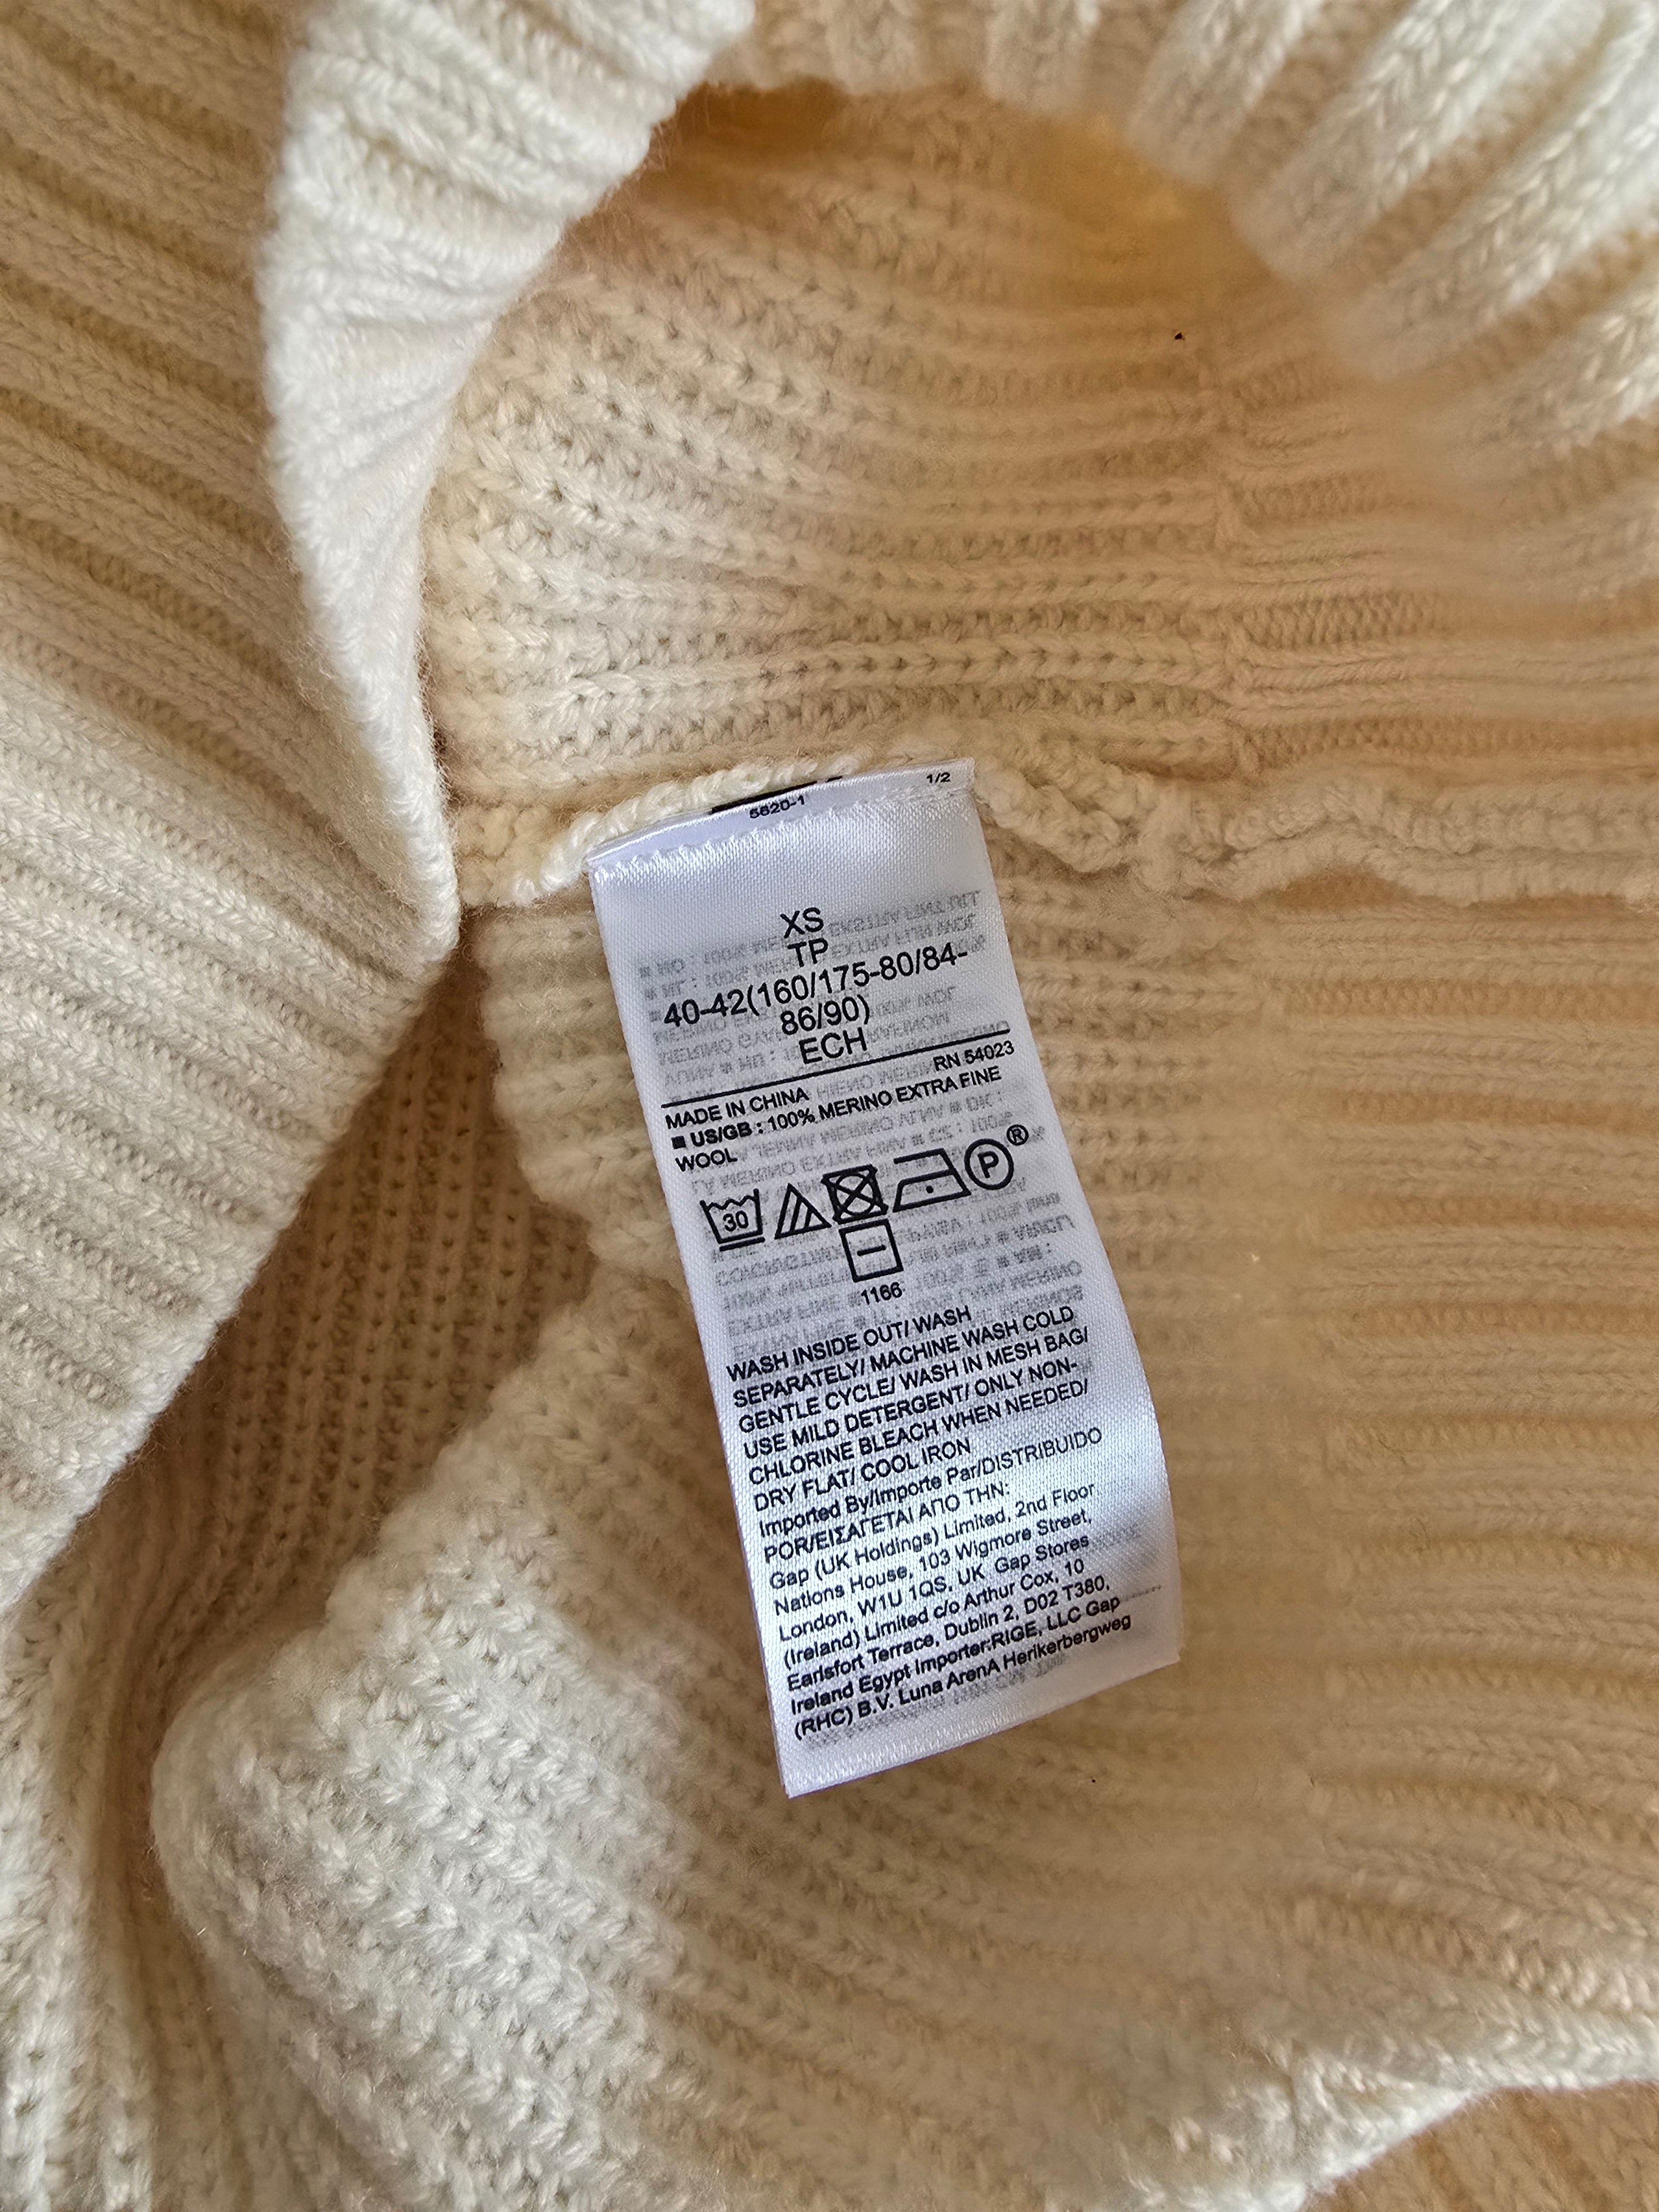 1/2
5620-1
XS
TP
40-42(160/175-80/84-
86/90)
ECH
RN 54023
MADE IN CHINA
■ US/GB : 100% MERINO EXTRA FINE
WOOL
30
P
®
1166
WASH INSIDE OUT/ WASH
SEPARATELY/ MACHINE WASH COLD
GENTLE CYCLE/ WASH IN MESH BAG/
USE MILD DETERGENT/ ONLY NON-
CHLORINE BLEACH WHEN NEEDED/
DRY FLAT/ COOL IRON
Imported By/Importe Par/DISTRIBUIDO
POR/ΕΙΣΑΓΕΤΑΙ ΑΠΟ ΤΗΝ:
Gap (UK Holdings) Limited, 2nd Floor
Nations House, 103 Wigmore Street,
London, W1U 1QS, UK Gap Stores
(Ireland) Limited c/o Arthur Cox, 10
Earlsfort Terrace, Dublin 2, D02 T380,
Ireland Egypt Importer:RIGE, LLC Gap
(RHC) B.V. Luna ArenA Herikerbergweg